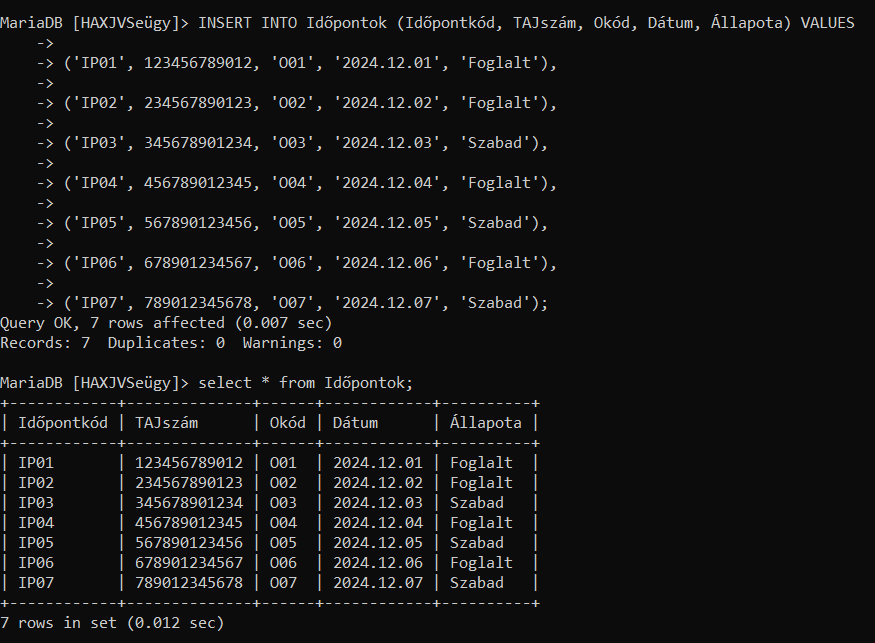 MariaDB [HAXJVSeügy]> INSERT INTO Időpontok (Időpontkód, TAJszám, Okód, Dátum, Állapota) VALUES
    ->
    -> ('IP01', 123456789012, 'O01', '2024.12.01', 'Foglalt'),
    ->
    -> ('IP02', 234567890123, 'O02', '2024.12.02', 'Foglalt'),
    ->
    -> ('IP03', 345678901234, 'O03', '2024.12.03', 'Szabad'),
    ->
    -> ('IP04', 456789012345, 'O04', '2024.12.04', 'Foglalt'),
    ->
    -> ('IP05', 567890123456, 'O05', '2024.12.05', 'Szabad'),
    ->
    -> ('IP06', 678901234567, 'O06', '2024.12.06', 'Foglalt'),
    ->
    -> ('IP07', 789012345678, 'O07', '2024.12.07', 'Szabad');
Query OK, 7 rows affected (0.007 sec)
Records: 7  Duplicates: 0  Warnings: 0

MariaDB [HAXJVSeügy]> select * from Időpontok;
+------------+--------------+------+------------+----------+
| Időpontkód | TAJszám      | Okód | Dátum      | Állapota |
+------------+--------------+------+------------+----------+
| IP01       | 123456789012 | O01  | 2024.12.01 | Foglalt  |
| IP02       | 234567890123 | O02  | 2024.12.02 | Foglalt  |
| IP03       | 345678901234 | O03  | 2024.12.03 | Szabad   |
| IP04       | 456789012345 | O04  | 2024.12.04 | Foglalt  |
| IP05       | 567890123456 | O05  | 2024.12.05 | Szabad   |
| IP06       | 678901234567 | O06  | 2024.12.06 | Foglalt  |
| IP07       | 789012345678 | O07  | 2024.12.07 | Szabad   |
+------------+--------------+------+------------+----------+
7 rows in set (0.012 sec)